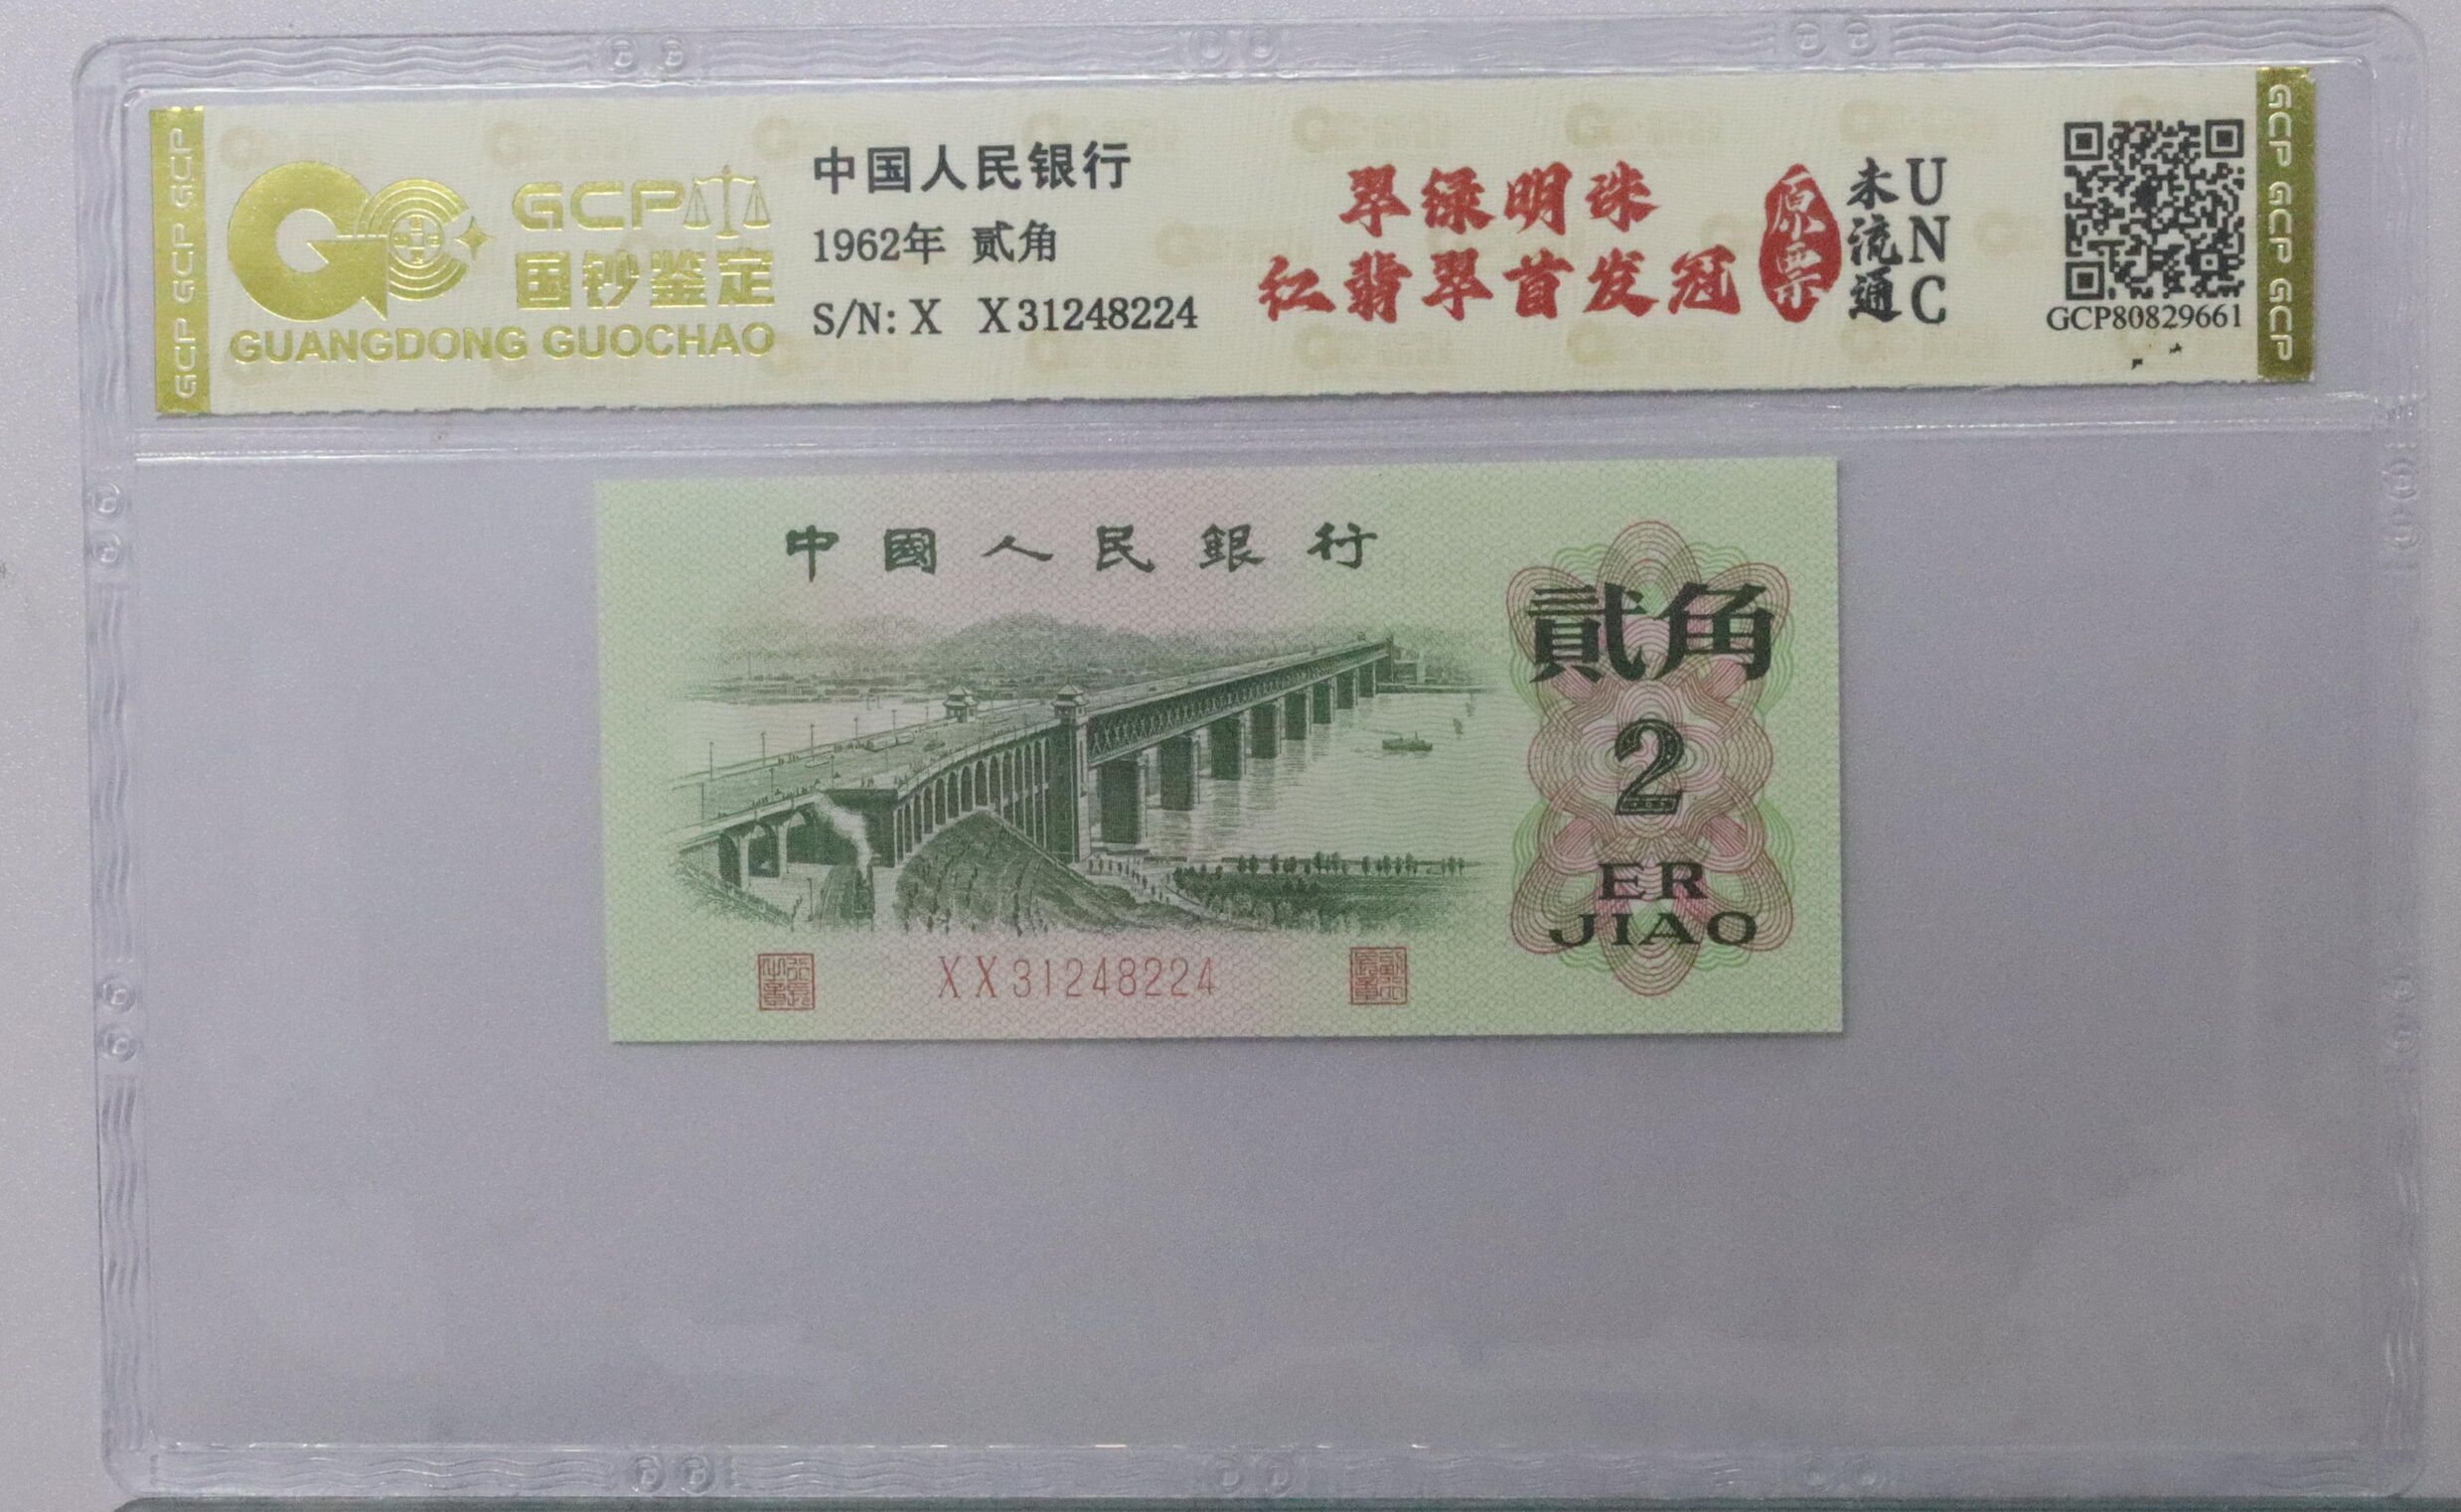 GCP GCP GCP
GCP
国钞鉴定
GUANGDONG GUOCHAO
中国人民银行
1962年 贰角
S/N: X X31248224
翠绿明珠
红翡翠首发冠
原票
未流通
UNC
GCP80829661
GCP GCP GCP
中國人民銀行
貳角
2
ER
JIAO
XX31248224